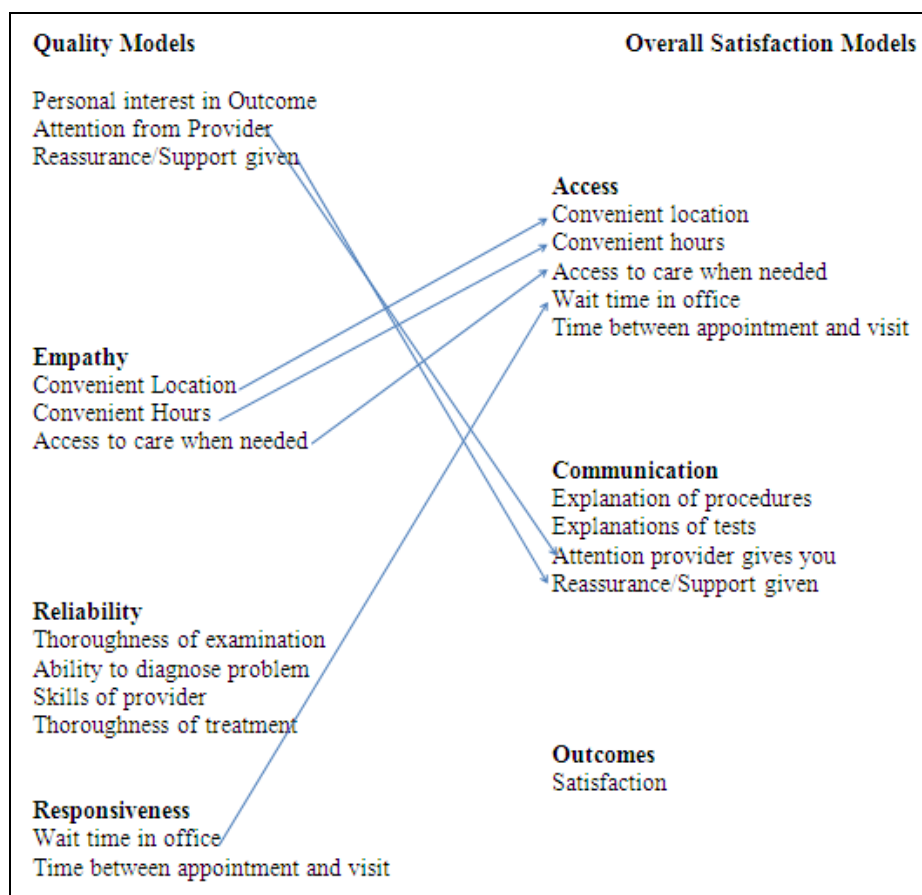 Quality Models
Overall Satisfaction Models
Personal interest in Outcome
Attention from Provider
Reassurance/Support given
Empathy
Convenient Location
Convenient Hours
Access to care when needed
Reliability
Thoroughness of examination
Ability to diagnose problem
Skills of provider
Thoroughness of treatment
Responsiveness
Wait time in office
Time between appointment and visit
Access
Convenient location
Convenient hours
Access to care when needed
Wait time in office
Time between appointment and visit
Communication
Explanation of procedures
Explanations of tests
Attention provider gives you
Reassurance/Support given
Outcomes
Satisfaction